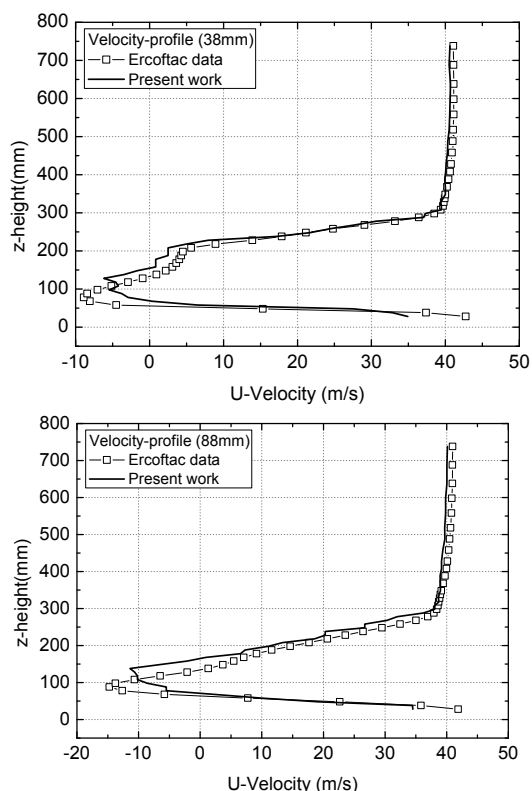 800
Velocity-profile (38mm)
Ercoftac data
Present work
700
600
500
400
300
200
100
0
z-height(mm)
-10 0 10 20 30 40 50
U-Velocity (m/s)
800
Velocity-profile (88mm)
Ercoftac data
Present work
700
600
500
400
300
200
100
0
z-height(mm)
-20 -10 0 10 20 30 40 50
U-Velocity (m/s)